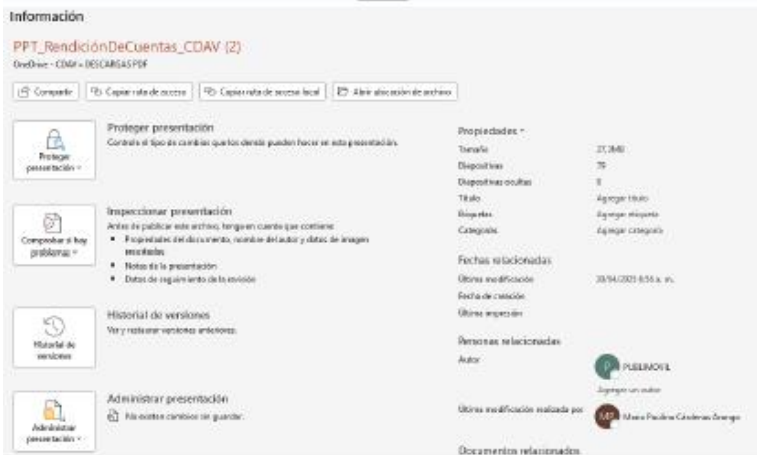 Información
PPT_RendiciónDeCuentas_CDAV (2)
OneDrive - CDAV » DESCARGAS PDF
Compartir
Copiar ruta de acceso
Copiar ruta de acceso local
Abrir ubicación de archivo
Proteger presentación
Proteger presentación
Controle el tipo de cambios que los demás pueden hacer en esta presentación.
Comprobar si hay problemas
Inspeccionar presentación
Antes de publicar este archivo, tenga en cuenta que contiene:
Propiedades del documento, nombre del autor y datos de imagen
recortados
Notas de la presentación
Datos de seguimiento de la revisión
Historial de versiones
Historial de versiones
Ver y restaurar versiones anteriores.
Administrar presentación
Administrar presentación
No existen cambios sin guardar.
Propiedades
Tamaño 27,3MB
Diapositivas 79
Diapositivas ocultas
Título Agregar título
Etiquetas Agregar etiqueta
Categorías Agregar categoría
Fechas relacionadas
Última modificación
Fecha de creación
Última impresión
Personas relacionadas
Autor
P PUBLIMOVIL
Agregar un autor
Última modificación realizada por
MP Maria Paulina Cárdenas Arango
Documentos relacionados